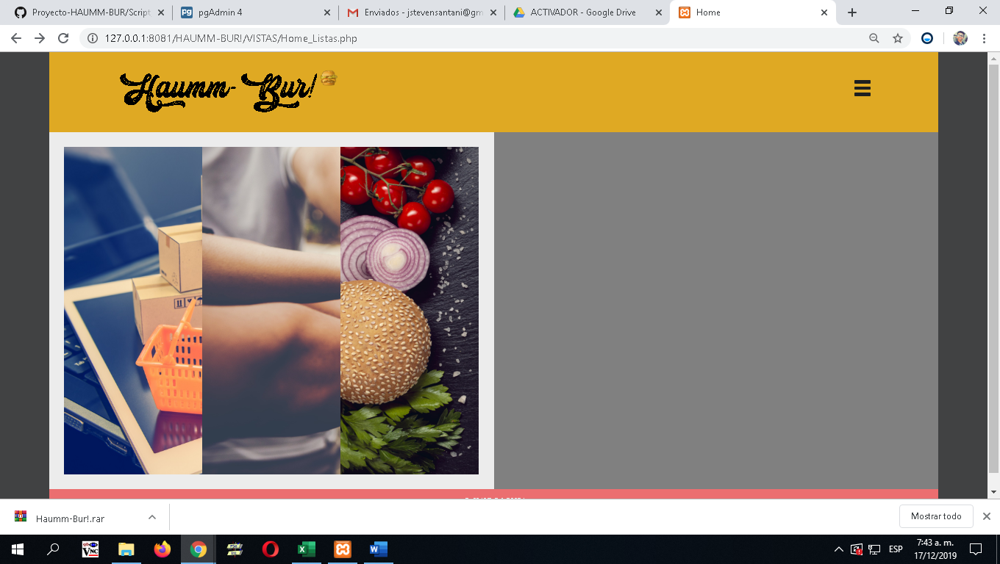 Proyecto-HAUMM-BUR/Script
pgAdmin 4
Enviados - jstevensantani@gm
ACTIVADOR - Google Drive
Home
127.0.0.1:8081/HAUMM-BUR!/VISTAS/Home_Listas.php
Haumm- Bur!
Haumm-Bur!.rar
Mostrar todo
VNC
ESP
7:43 a. m.
17/12/2019